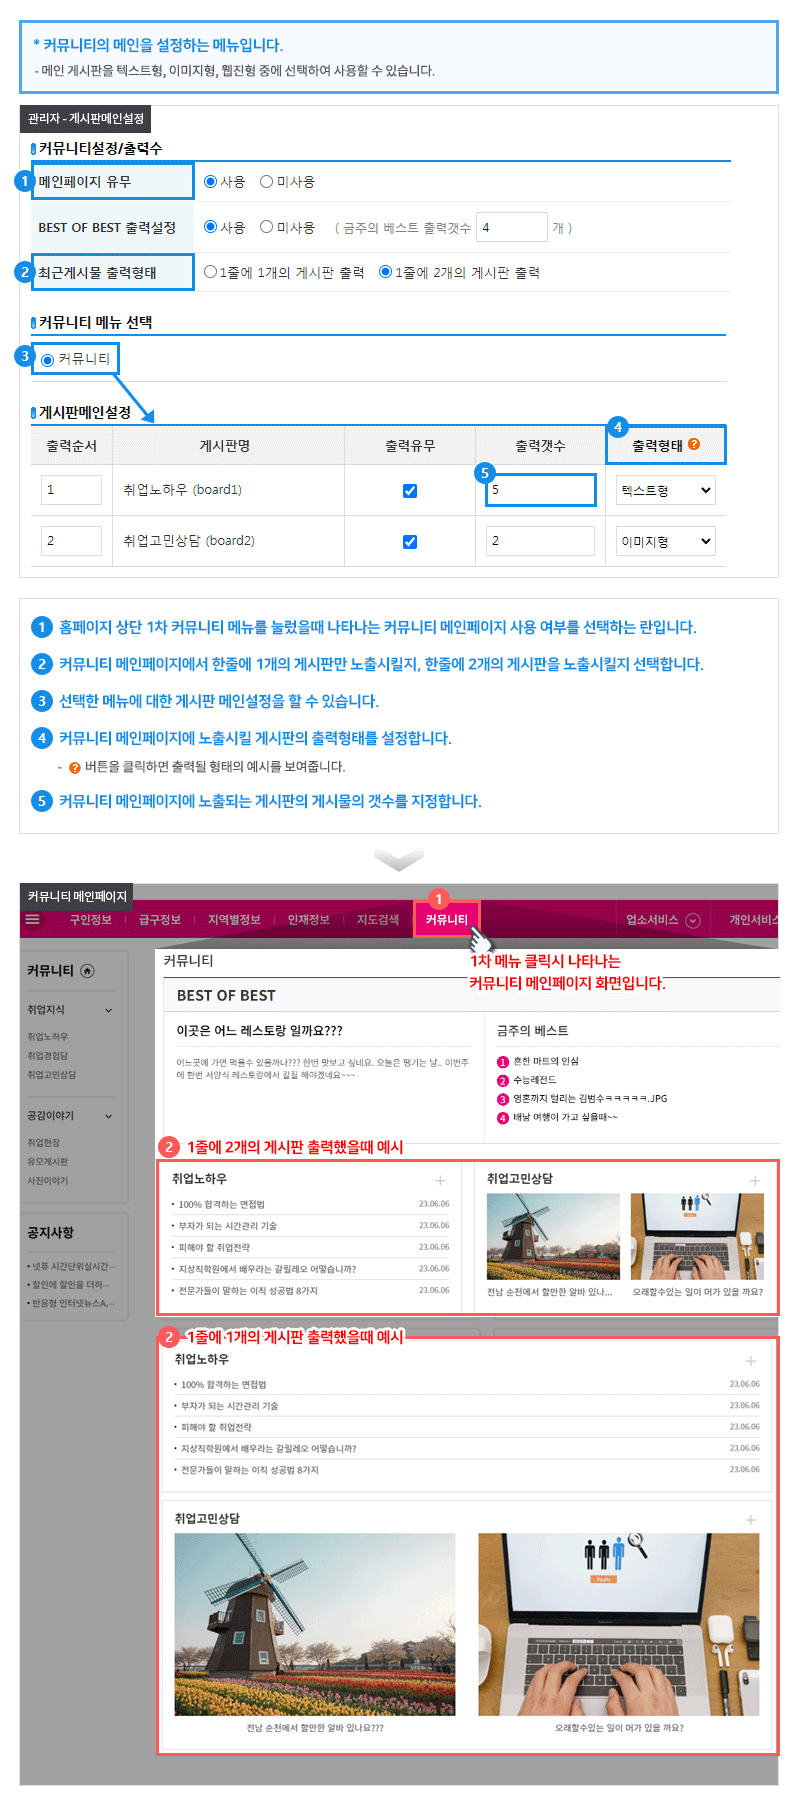 * 커뮤니티의 메인을 설정하는 메뉴입니다.
- 메인 게시판을 텍스트형, 이미지형, 웹진형 중에 선택하여 사용할 수 있습니다.
관리자 - 게시판메인설정
커뮤니티설정/출력수
1 메인페이지 유무 사용 미사용
BEST OF BEST 출력설정 사용 미사용 ( 금주의 베스트 출력갯수 4 개 )
2 최근게시물 출력형태 1줄에 1개의 게시판 출력 1줄에 2개의 게시판 출력
커뮤니티 메뉴 선택
3 커뮤니티
게시판메인설정
출력순서 게시판명 출력유무 출력갯수 4 출력형태 ?
1 취업노하우 (board1) 5 5 텍스트형
2 취업고민상담 (board2) 2 이미지형
1 홈페이지 상단 1차 커뮤니티 메뉴를 눌렀을때 나타나는 커뮤니티 메인페이지 사용 여부를 선택하는 란입니다.
2 커뮤니티 메인페이지에서 한줄에 1개의 게시판만 노출시킬지, 한줄에 2개의 게시판을 노출시킬지 선택합니다.
3 선택한 메뉴에 대한 게시판 메인설정을 할 수 있습니다.
4 커뮤니티 메인페이지에 노출시킬 게시판의 출력형태를 설정합니다.
- ? 버튼을 클릭하면 출력될 형태의 예시를 보여줍니다.
5 커뮤니티 메인페이지에 노출되는 게시판의 게시물의 갯수를 지정합니다.
커뮤니티 메인페이지
1
구인정보 급구정보 지역별정보 인재정보 지도검색 커뮤니티 업소서비스 개인서비스
1차 메뉴 클릭시 나타나는
커뮤니티 메인페이지 화면입니다.
커뮤니티
취업지식
취업노하우
취업경험담
취업고민상담
공감이야기
취업현장
유모게시판
사진이야기
공지사항
• 넷퓨 시간단위실시간···
• 할인에 할인을 더하···
• 반응형 인터넷뉴스A···
커뮤니티
BEST OF BEST
이곳은 어느 레스토랑 일까요???
어느곳에 가면 먹을수 있을까나??? 한번 맛보고 싶네요. 오늘은 땡기는 날.. 이번주
에 한번 서양식 레스토랑에서 칼질 해야겠네요~~~
금주의 베스트
1 흔한 마트의 인심
2 수능레전드
3 영혼까지 털리는 김범수ㅋㅋㅋㅋㅋ.JPG
4 배낭 여행이 가고 싶을때~~
2 1줄에 2개의 게시판 출력했을때 예시
취업노하우 +
• 100% 합격하는 면접법 23.06.06
• 부자가 되는 시간관리 기술 23.06.06
• 피해야 할 취업전략 23.06.06
• 지상직학원에서 배우라는 갈릴레오 어떻습니까? 23.06.06
• 전문가들이 말하는 이직 성공법 8가지 23.06.06
취업고민상담 +
Apply
전남 순천에서 할만한 알바 있나... 오래할수있는 일이 머가 있을 까요?
2 1줄에 1개의 게시판 출력했을때 예시
취업노하우 +
• 100% 합격하는 면접법 23.06.06
• 부자가 되는 시간관리 기술 23.06.06
• 피해야 할 취업전략 23.06.06
• 지상직학원에서 배우라는 갈릴레오 어떻습니까? 23.06.06
• 전문가들이 말하는 이직 성공법 8가지 23.06.06
취업고민상담 +
Apply
전남 순천에서 할만한 알바 있나요??? 오래할수있는 일이 머가 있을 까요?